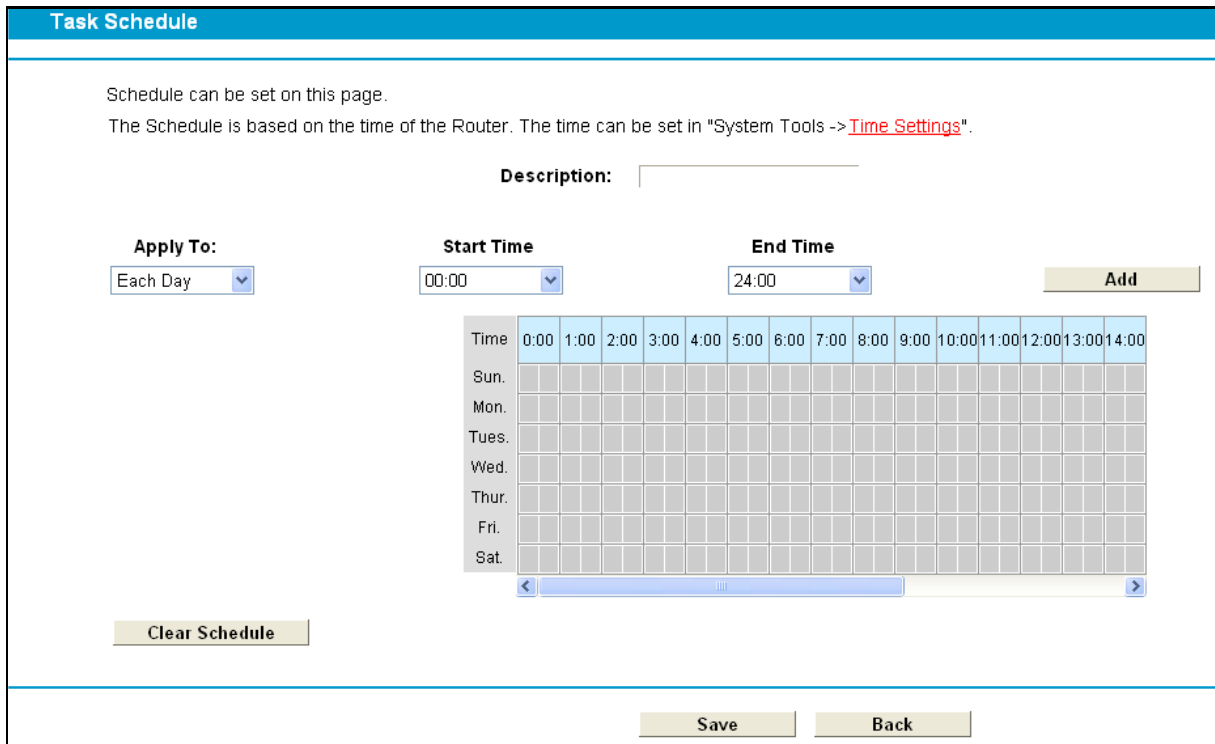 Task Schedule
Schedule can be set on this page.
The Schedule is based on the time of the Router. The time can be set in "System Tools ->Time Settings".
Description:
Apply To: Start Time End Time
Each Day 00:00 24:00 Add
Time 0:00 1:00 2:00 3:00 4:00 5:00 6:00 7:00 8:00 9:00 10:00 11:00 12:00 13:00 14:00
Sun.
Mon.
Tues.
Wed.
Thur.
Fri.
Sat.
Clear Schedule
Save Back